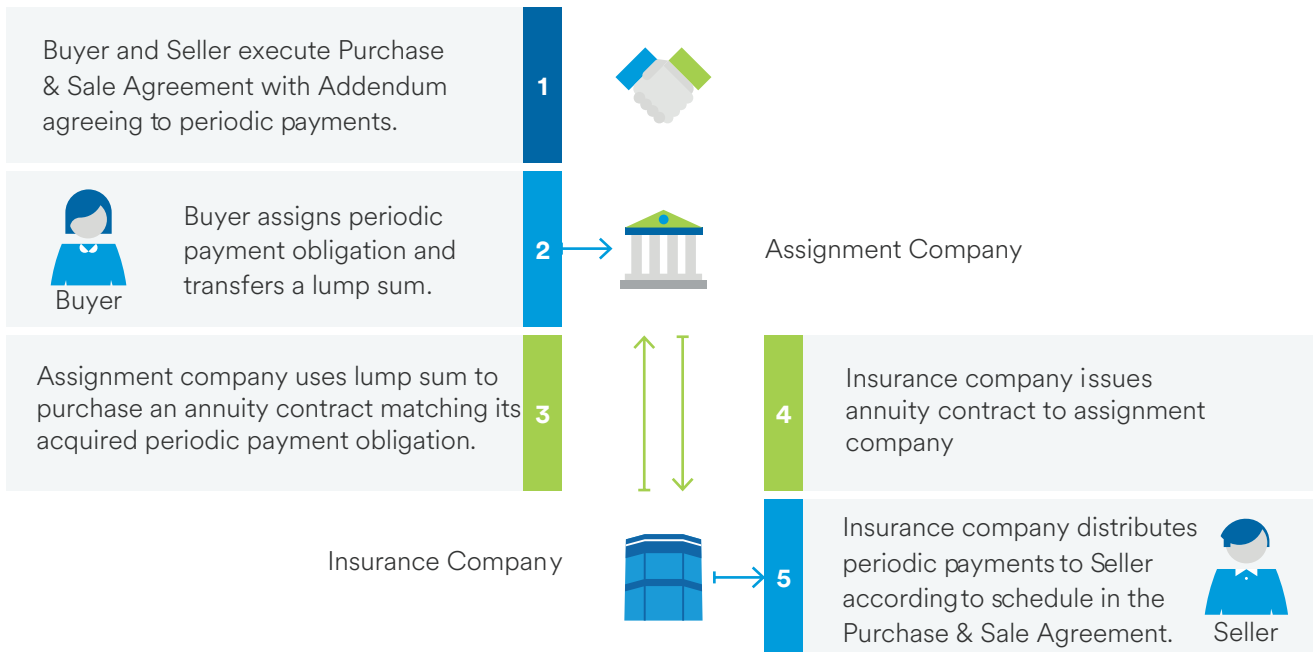 Buyer and Seller execute Purchase
& Sale Agreement with Addendum
agreeing to periodic payments.
1
Buyer
Buyer assigns periodic
payment obligation and
transfers a lump sum.
2
Assignment Company
Assignment company uses lump sum to
purchase an annuity contract matching its
acquired periodic payment obligation.
3
4
Insurance company issues
annuity contract to assignment
company
Insurance Company
5
Insurance company distributes
periodic payments to Seller
according to schedule in the
Purchase & Sale Agreement.
Seller